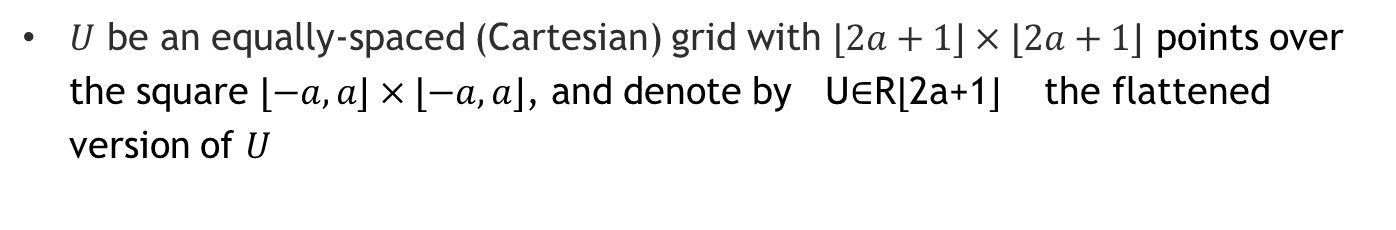 • U be an equally-spaced (Cartesian) grid with ⌊2a + 1⌋ × ⌊2a + 1⌋ points over
the square ⌊−a, a⌋ × ⌊−a, a⌋, and denote by U∈R⌊2a+1⌋ the flattened
version of U